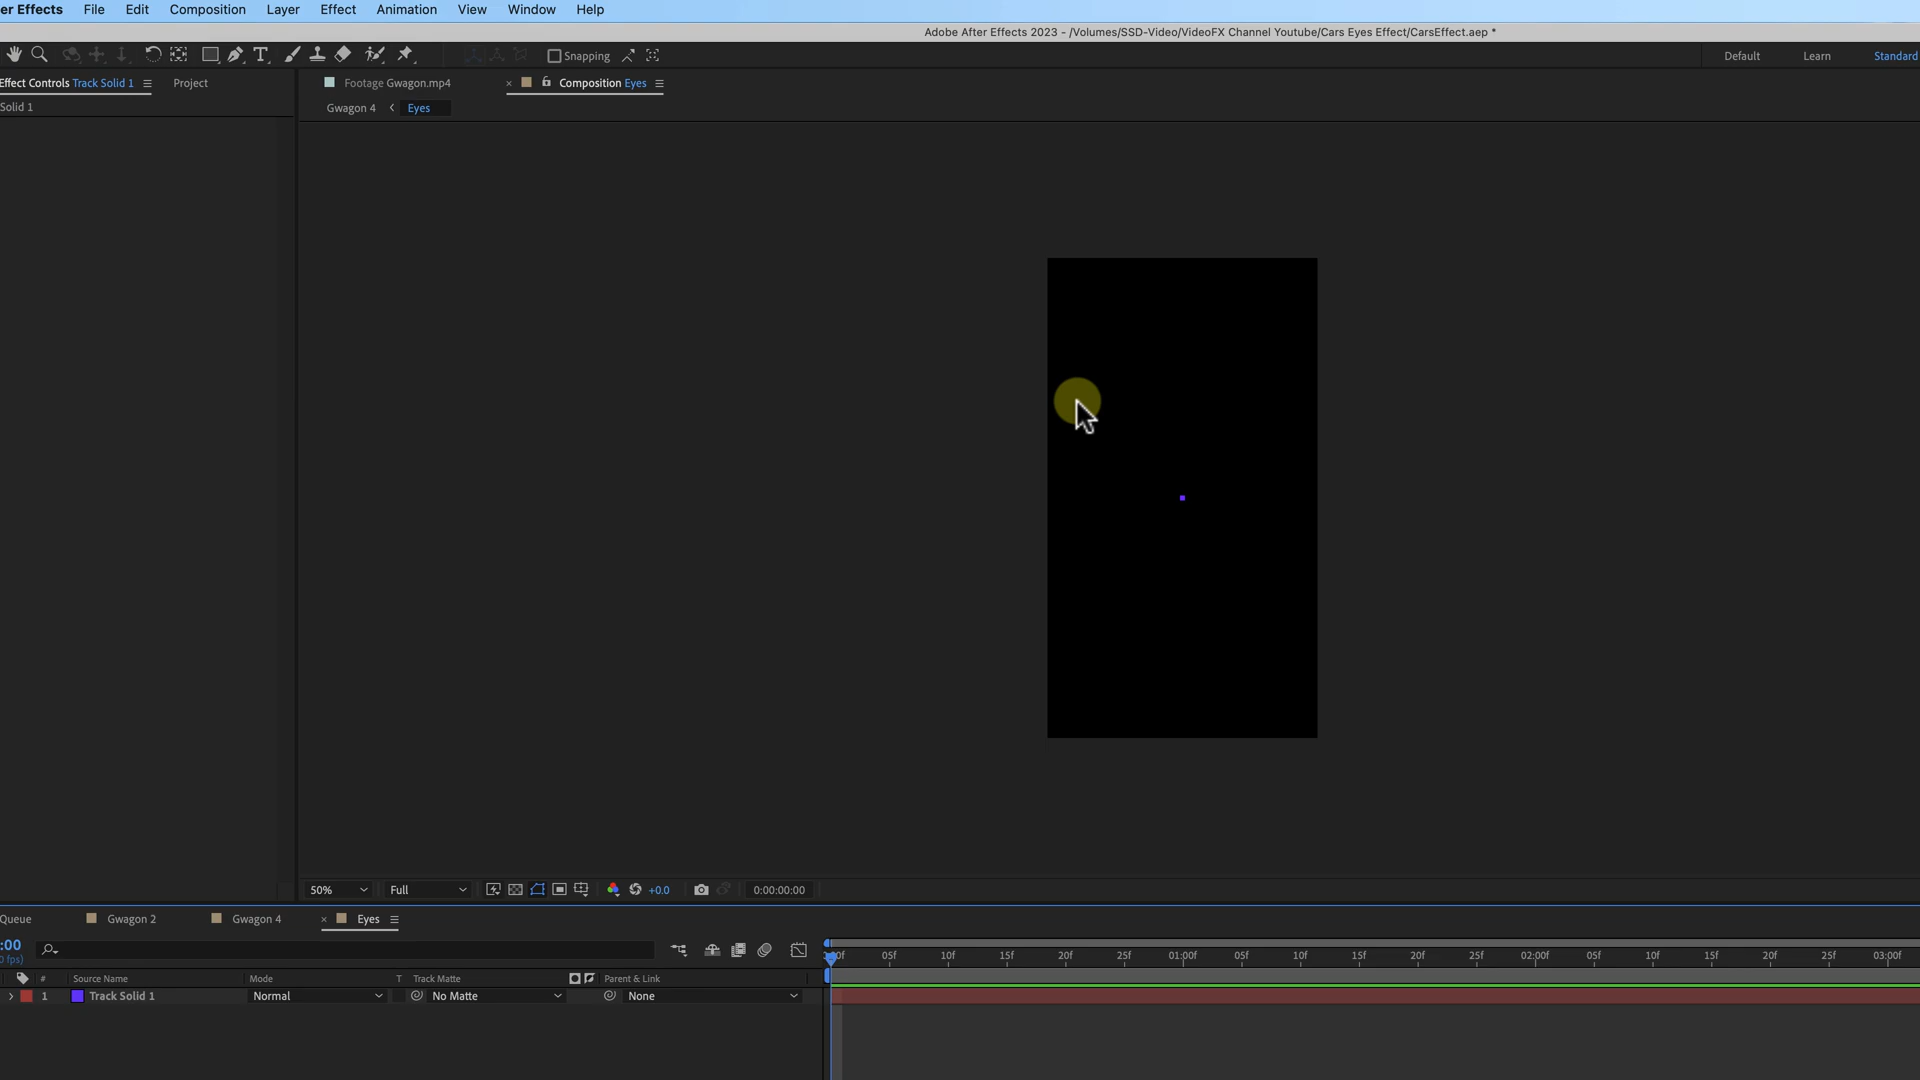 er Effects File Edit Composition Layer Effect Animation View Window Help
Adobe After Effects 2023 - /Volumes/SSD-Video/VideoFX Channel Youtube/Cars Eyes Effect/CarsEffect.aep *
Snapping Default Learn Standard
Effect Controls Track Solid 1 Project Footage Gwagon.mp4 Composition Eyes
Solid 1 Gwagon 4 Eyes
50% Full +0.0 0:00:00:00
Queue Gwagon 2 Gwagon 4 Eyes
:00
0 fps) 05f 10f 15f 20f 25f 01:00f 05f 10f 15f 20f 25f 02:00f 05f 10f 15f 20f 25f 03:00f
# Source Name Mode T Track Matte Parent & Link
1 Track Solid 1 Normal No Matte None